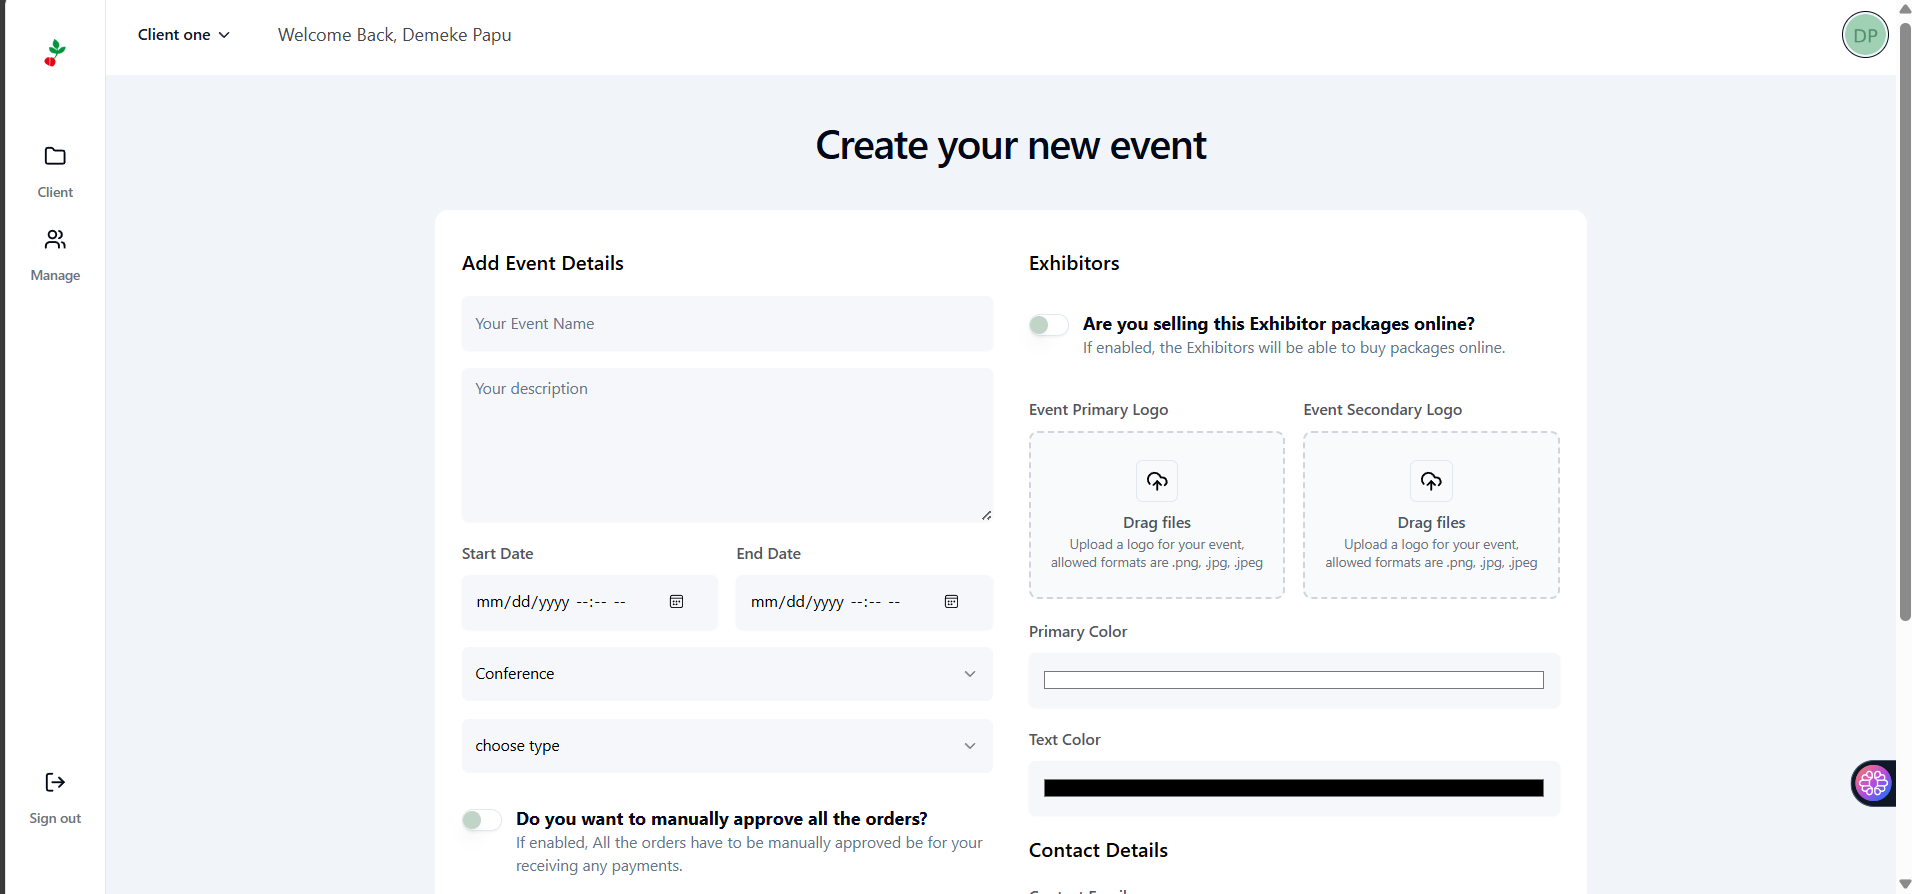 Client one
Welcome Back, Demeke Papu
DP
Client
Manage
Sign out
Create your new event
Add Event Details
Your Event Name
Your description
Start Date
End Date
mm/dd/yyyy --:-- --
mm/dd/yyyy --:-- --
Conference
choose type
Do you want to manually approve all the orders?
If enabled, All the orders have to be manually approved be for your
receiving any payments.
Exhibitors
Are you selling this Exhibitor packages online?
If enabled, the Exhibitors will be able to buy packages online.
Event Primary Logo
Event Secondary Logo
Drag files
Upload a logo for your event,
allowed formats are .png, .jpg, .jpeg
Drag files
Upload a logo for your event,
allowed formats are .png, .jpg, .jpeg
Primary Color
Text Color
Contact Details